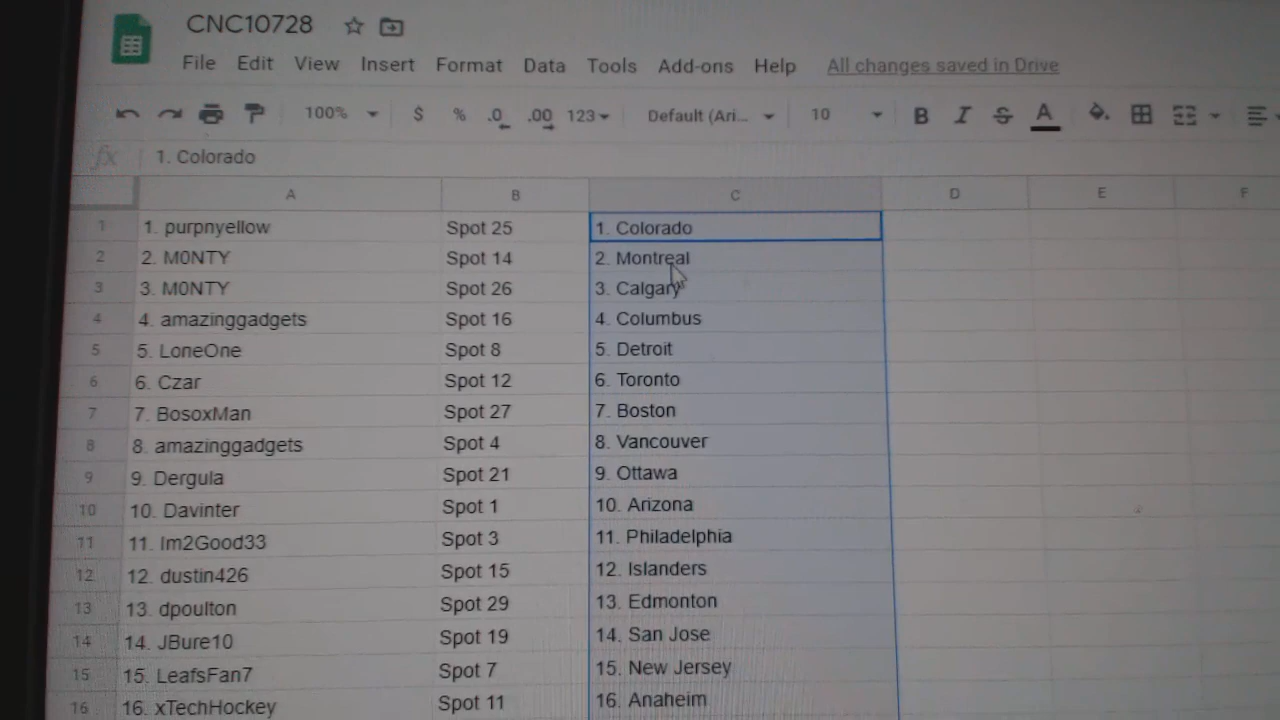 CNC10728
File Edit View Insert Format Data Tools Add-ons Help All changes saved in Drive
100% $ % .0 .00 123 Default (Ari... 10 B I S A
fx 1. Colorado
A B C D E F
1 1. purpnyellow Spot 25 1. Colorado
2 2. M0NTY Spot 14 2. Montreal
3 3. M0NTY Spot 26 3. Calgary
4 4. amazinggadgets Spot 16 4. Columbus
5 5. LoneOne Spot 8 5. Detroit
6 6. Czar Spot 12 6. Toronto
7 7. BosoxMan Spot 27 7. Boston
8 8. amazinggadgets Spot 4 8. Vancouver
9 9. Dergula Spot 21 9. Ottawa
10 10. Davinter Spot 1 10. Arizona
11 11. Im2Good33 Spot 3 11. Philadelphia
12 12. dustin426 Spot 15 12. Islanders
13 13. dpoulton Spot 29 13. Edmonton
14 14. JBure10 Spot 19 14. San Jose
15 15. LeafsFan7 Spot 7 15. New Jersey
16 16. xTechHockey Spot 11 16. Anaheim